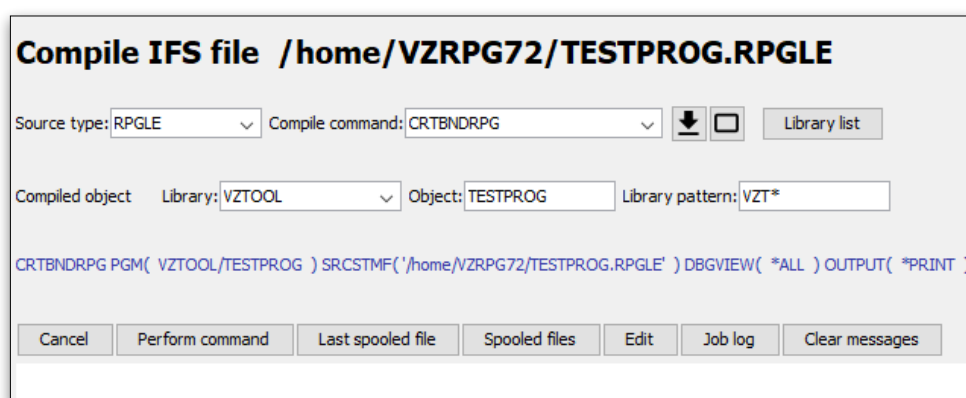 Compile IFS file /home/VZRPG72/TESTPROG.RPGLE
Source type: RPGLE Compile command: CRTBNDRPG Library list
Compiled object Library: VZTOOL Object: TESTPROG Library pattern: VZT*
CRTBNDRPG PGM( VZTOOL/TESTPROG ) SRCSTMF('/home/VZRPG72/TESTPROG.RPGLE' ) DBGVIEW( *ALL ) OUTPUT( *PRINT )
Cancel Perform command Last spooled file Spooled files Edit Job log Clear messages